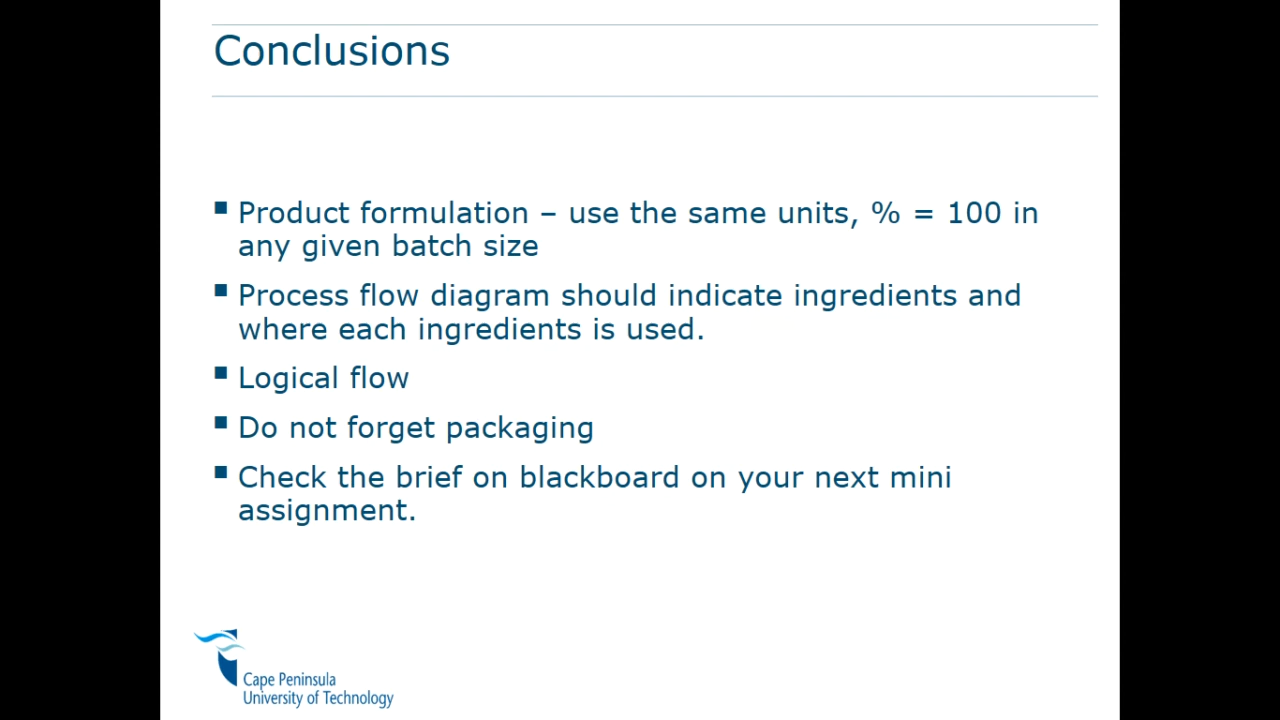 Conclusions
Product formulation – use the same units, % = 100 in
any given batch size
Process flow diagram should indicate ingredients and
where each ingredients is used.
Logical flow
Do not forget packaging
Check the brief on blackboard on your next mini
assignment.
Cape Peninsula
University of Technology